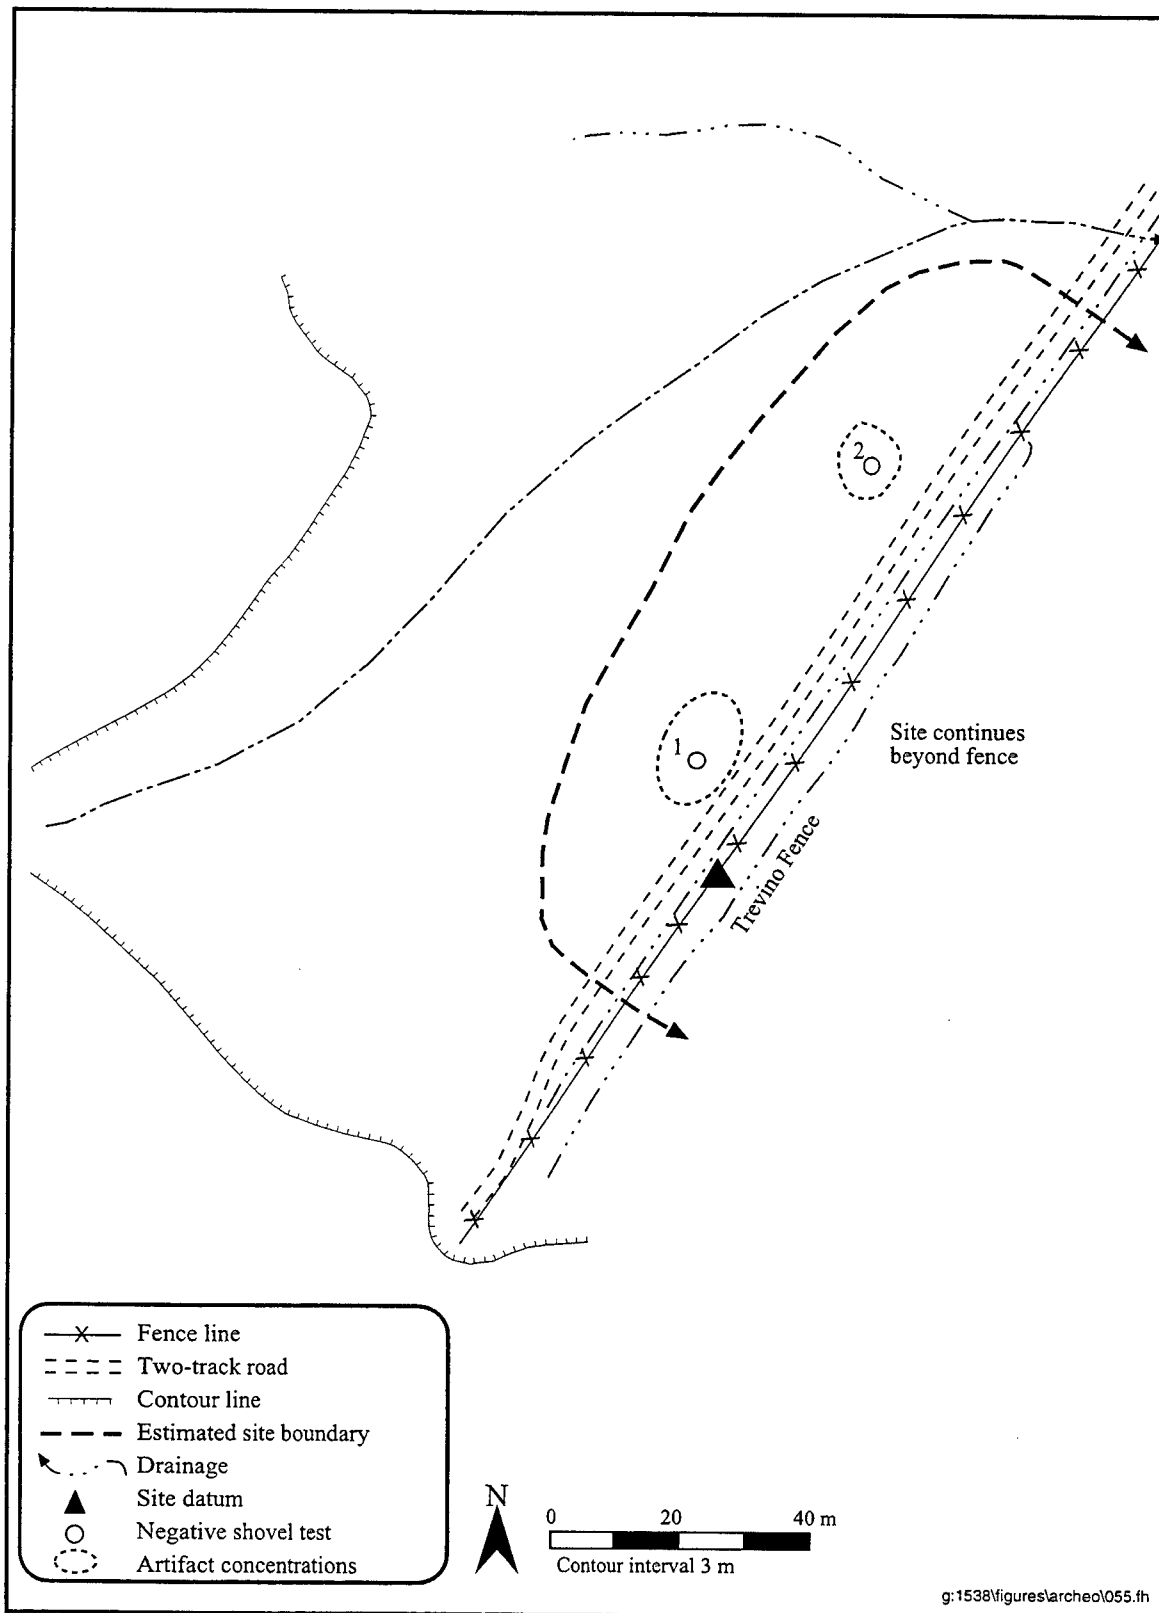 2
1
Site continues
beyond fence
Trevino Fence
Fence line
Two-track road
Contour line
Estimated site boundary
Drainage
Site datum
Negative shovel test
Artifact concentrations
N
0 20 40 m
Contour interval 3 m
g:1538\figures\archeo\055.fh